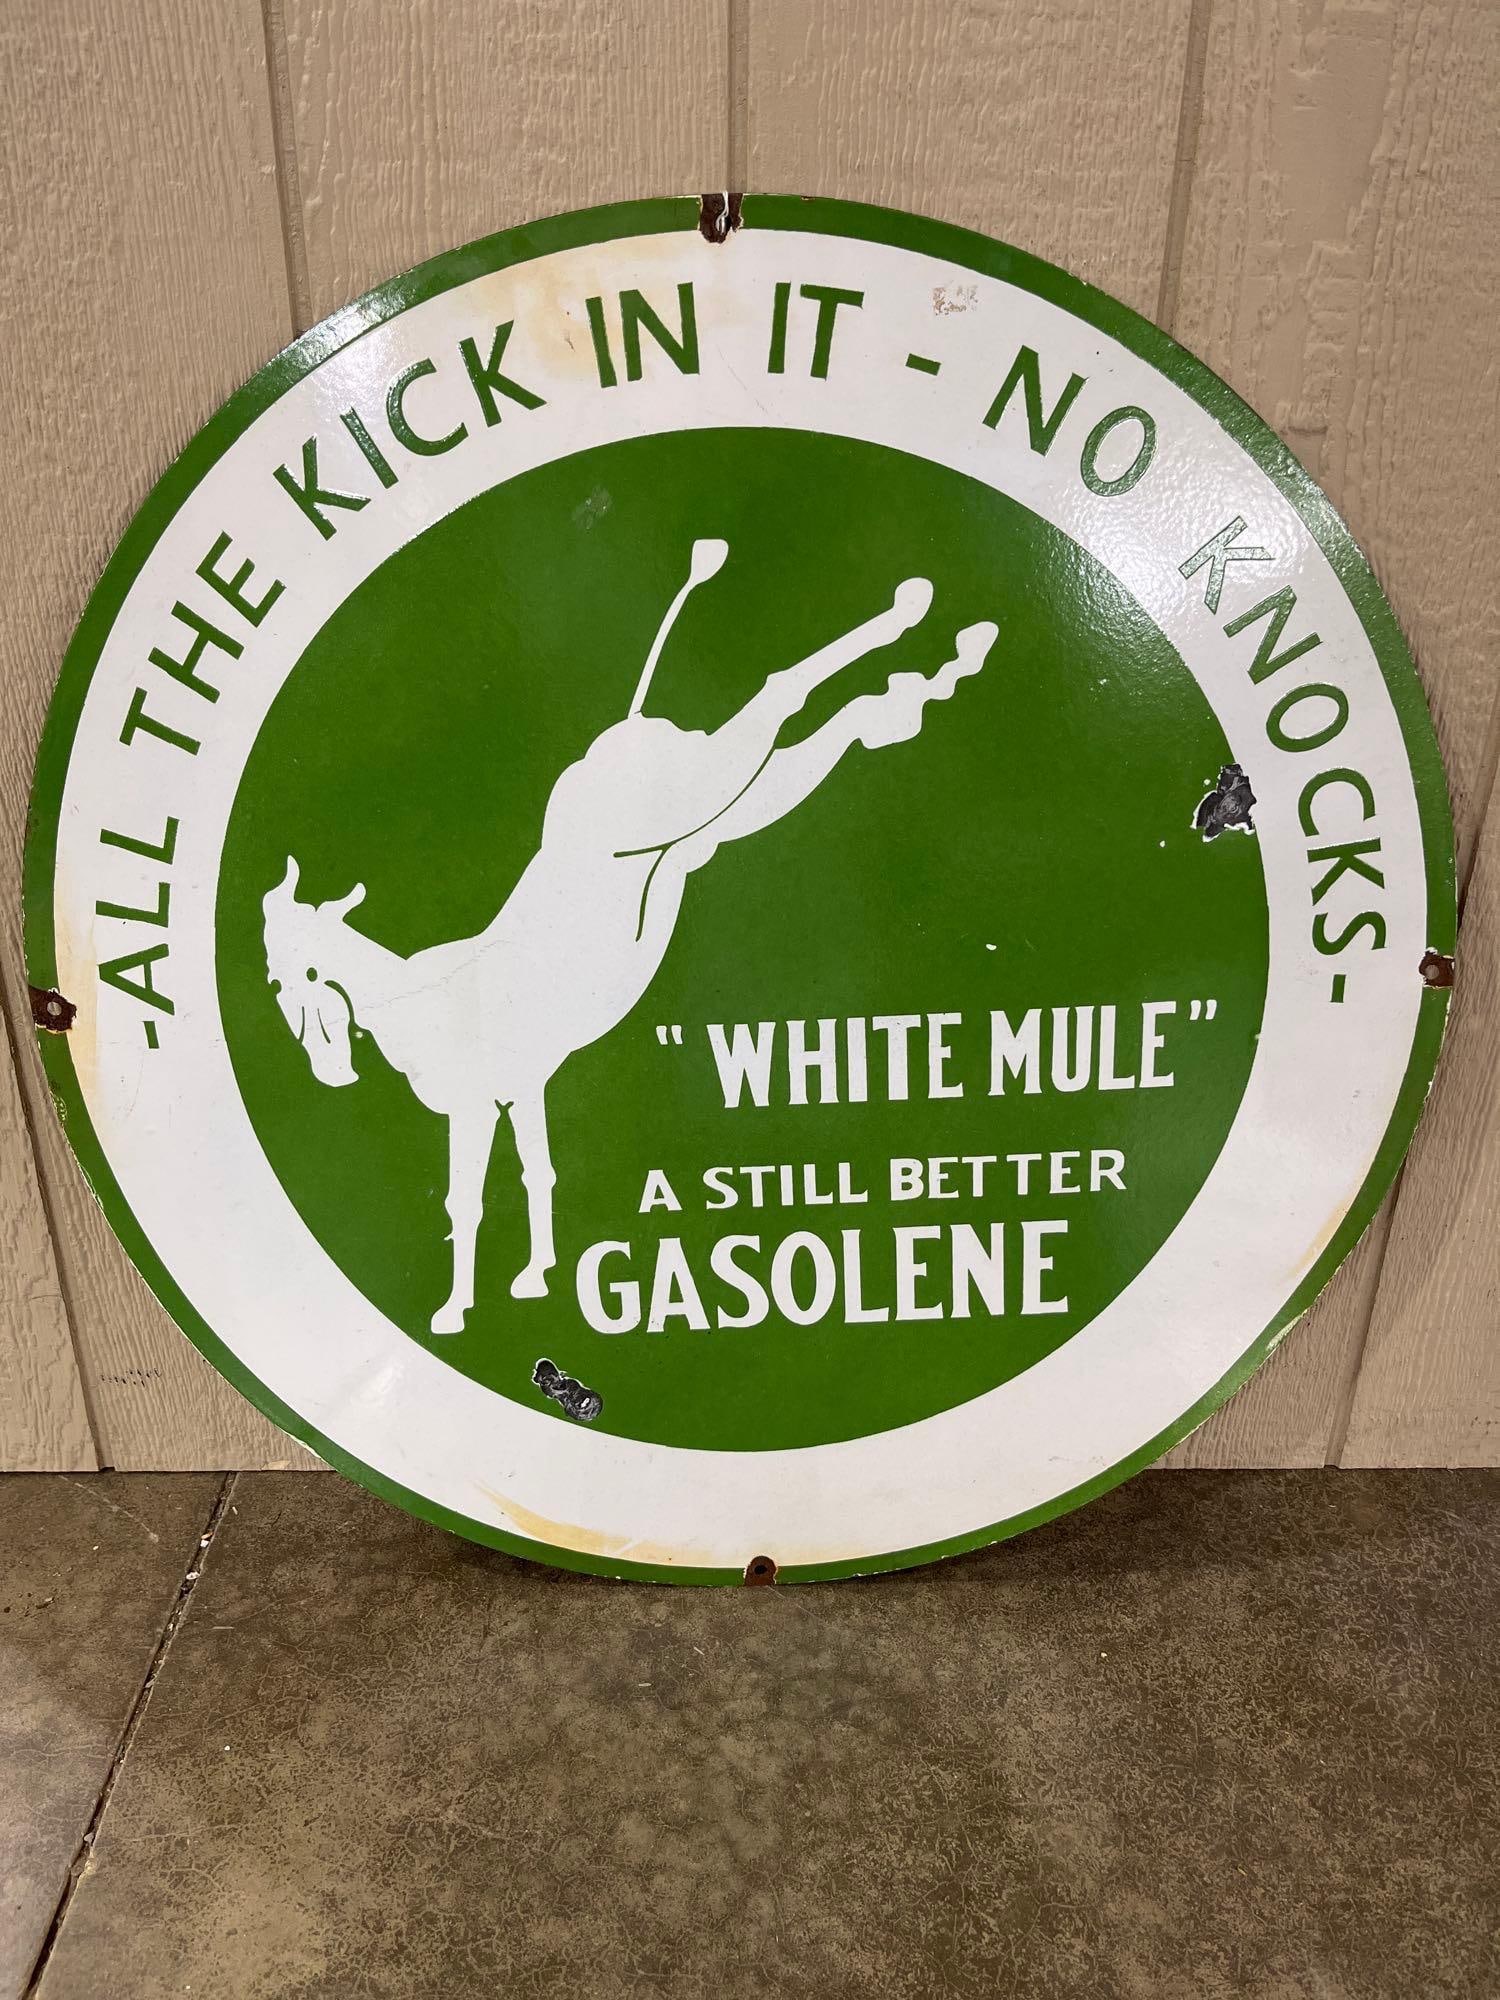 -ALL THE KICK IN IT - NO KNOCKS-
"WHITE MULE"
A STILL BETTER
GASOLENE